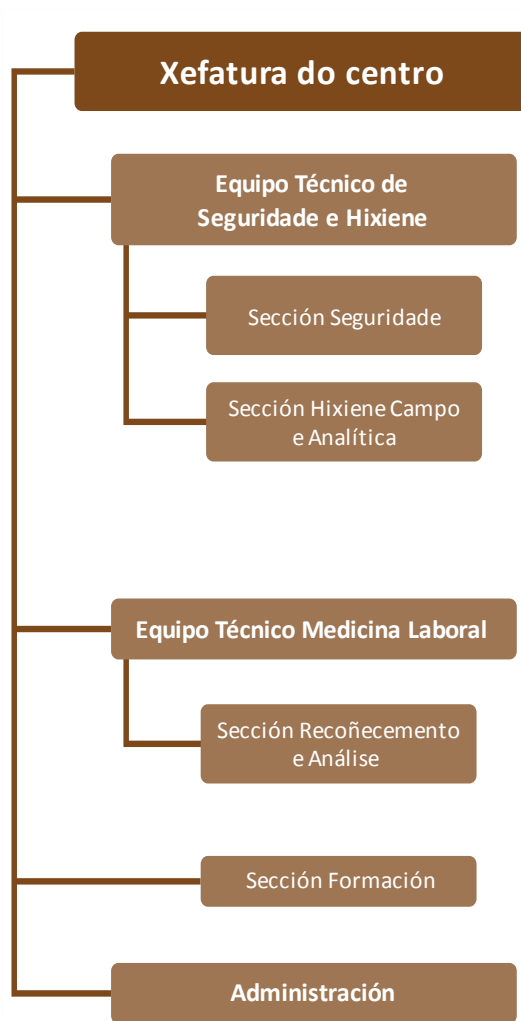 Xefatura do centro
Equipo Técnico de
Seguridade e Hixiene
Sección Seguridade
Sección Hixiene Campo
e Analítica
Equipo Técnico Medicina Laboral
Sección Recoñecemento
e Análise
Sección Formación
Administración